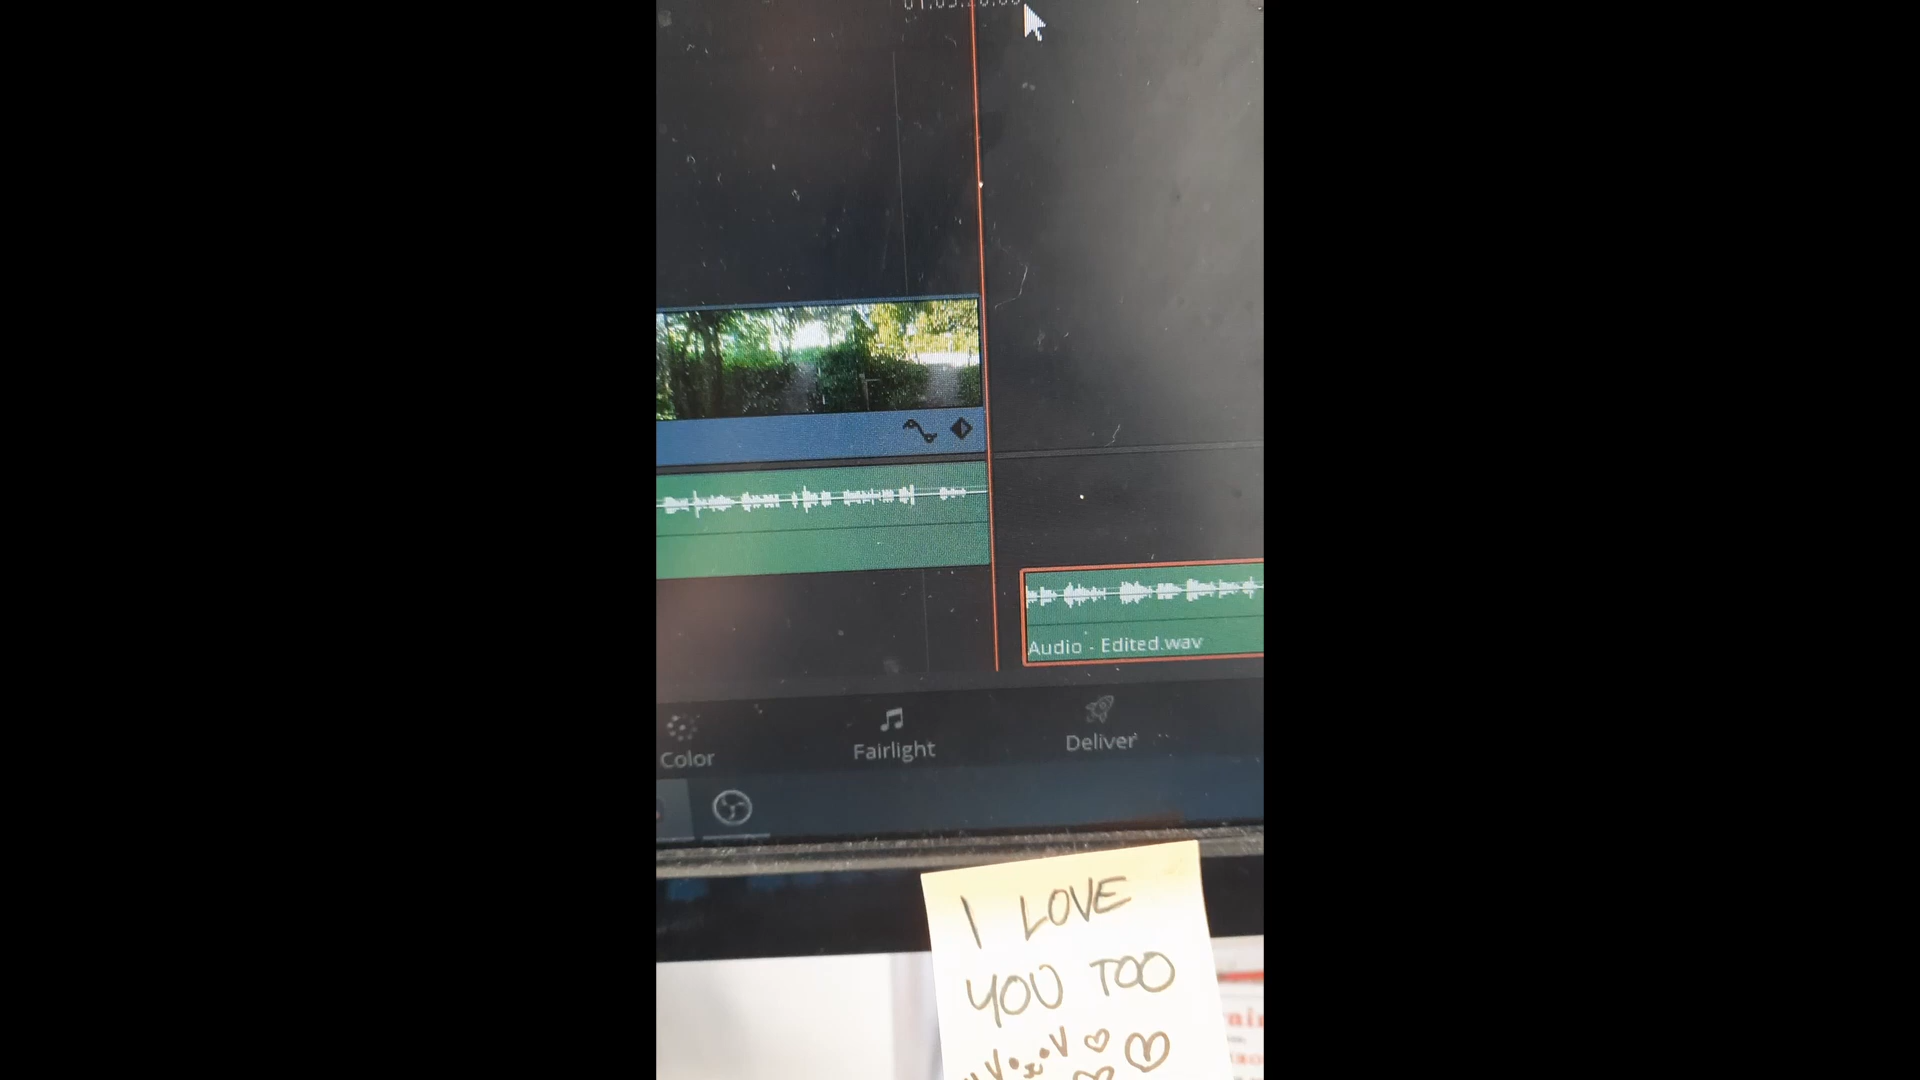 Audio - Edited.wav
Color
Fairlight
Deliver
I LOVE
YOU TOO